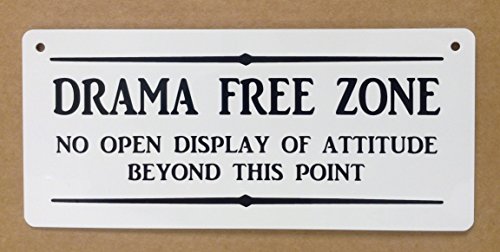 DRAMA FREE ZONE
NO OPEN DISPLAY OF ATTITUDE
BEYOND THIS POINT